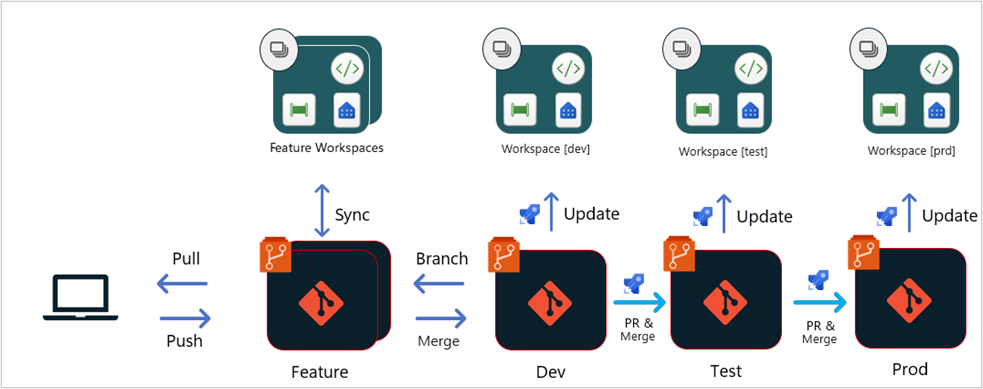 Feature Workspaces
Workspace [dev]
Workspace [test]
Workspace [prd]
Sync
Update
Update
Update
Pull
Push
Branch
Merge
PR &
Merge
PR &
Merge
Feature
Dev
Test
Prod